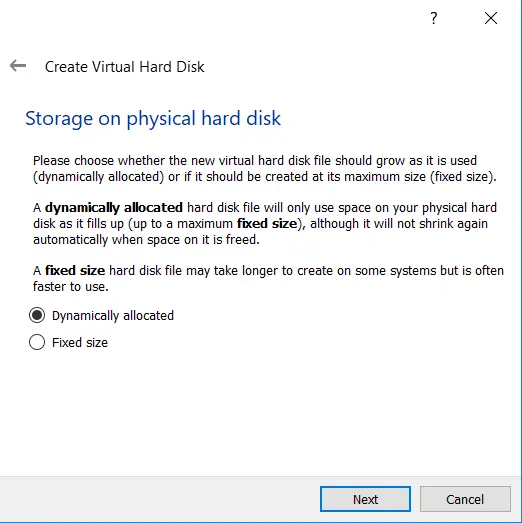 ?
Create Virtual Hard Disk
Storage on physical hard disk
Please choose whether the new virtual hard disk file should grow as it is used
(dynamically allocated) or if it should be created at its maximum size (fixed size).
A dynamically allocated hard disk file will only use space on your physical hard
disk as it fills up (up to a maximum fixed size), although it will not shrink again
automatically when space on it is freed.
A fixed size hard disk file may take longer to create on some systems but is often
faster to use.
Dynamically allocated
Fixed size
Next
Cancel